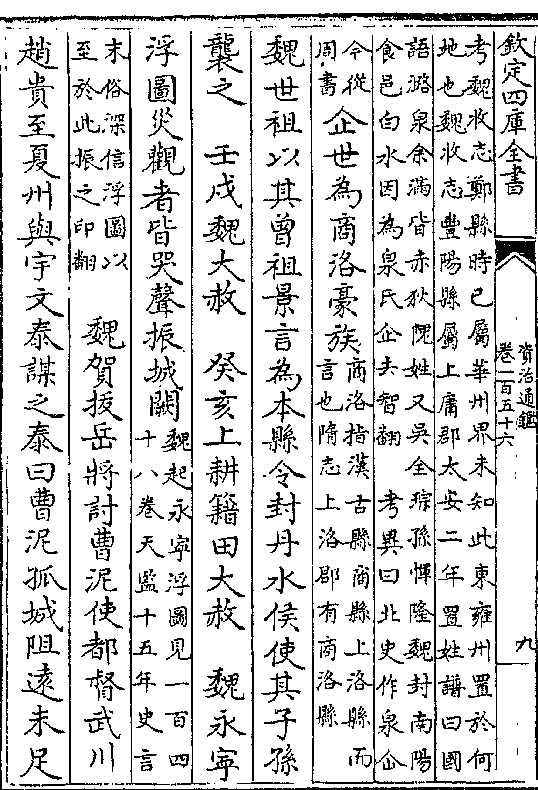 欽定四庫全書
資治通鑑
卷一百五十六
九
考魏收志鄭縣時已屬華州界未知此東雍州置於何
地也魏收志豐陽縣屬上庸郡太安二年置姓譜曰國
語潞泉余滿皆赤狄隗姓又吳全琮孫惲降魏封南陽
食邑白水因為泉氏企去智翻　考異曰北史作泉仚
今從
周書
企世為商洛豪族
商洛指漢古縣商縣上洛縣而
言也隋志上洛郡有商洛縣
魏世祖以其曾祖景言為本縣令封丹水侯使其子孫
襲之　壬戌魏大赦　癸亥上耕籍田大赦　魏永寧
浮圖災觀者皆哭聲振城闕
魏起永寧浮圖見一百四
十八卷天監十五年史言
末俗深信浮圖以
至於此振之印翻
魏賀拔岳將討曹泥使都督武川
趙貴至夏州與宇文泰謀之泰曰曹泥孤城阻遠未足